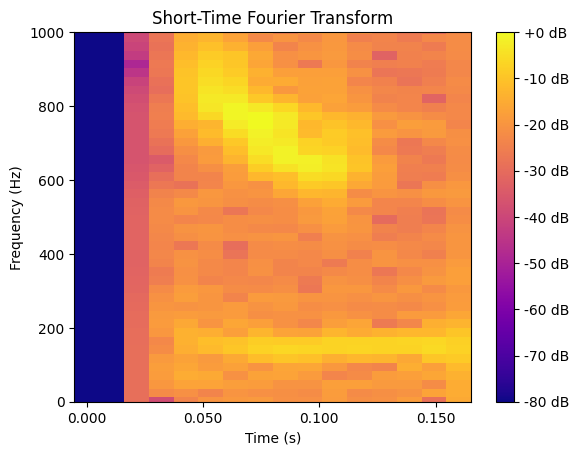 Short-Time Fourier Transform
Frequency (Hz)
1000
800
600
400
200
0
0.000
0.050
0.100
0.150
Time (s)
+0 dB
-10 dB
-20 dB
-30 dB
-40 dB
-50 dB
-60 dB
-70 dB
-80 dB